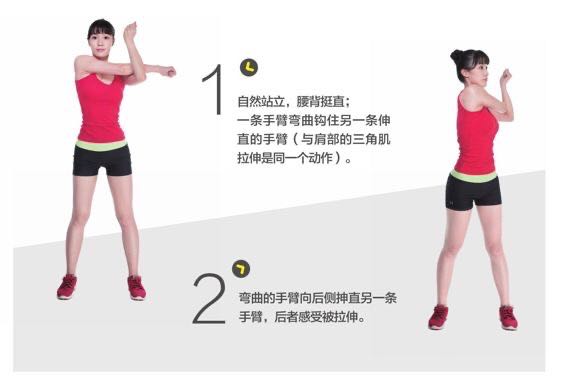 1
自然站立，腰背挺直；
一条手臂弯曲钩住另一条伸
直的手臂（与肩部的三角肌
拉伸是同一个动作）。
2
弯曲的手臂向后侧抻直另一条
手臂，后者感受被拉伸。